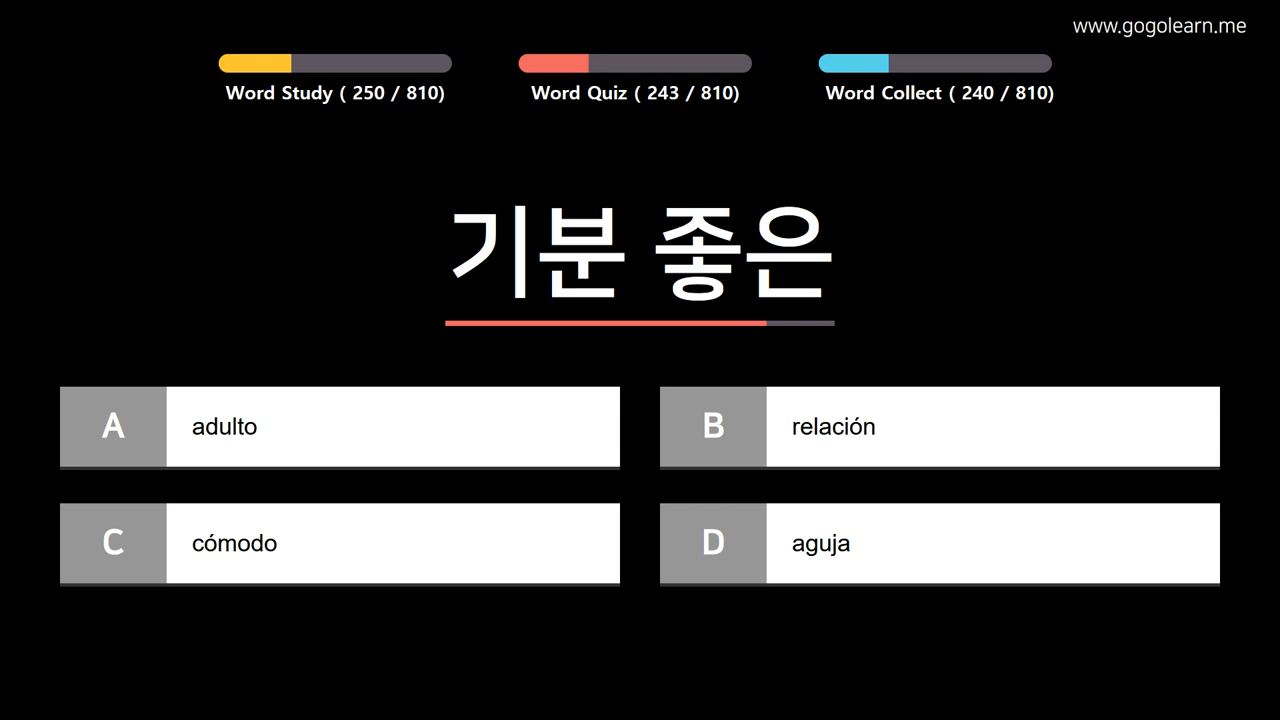 www.gogolearn.me
Word Study ( 250 / 810)
Word Quiz ( 243 / 810)
Word Collect ( 240 / 810)
기분 좋은
A adulto
B relación
C cómodo
D aguja